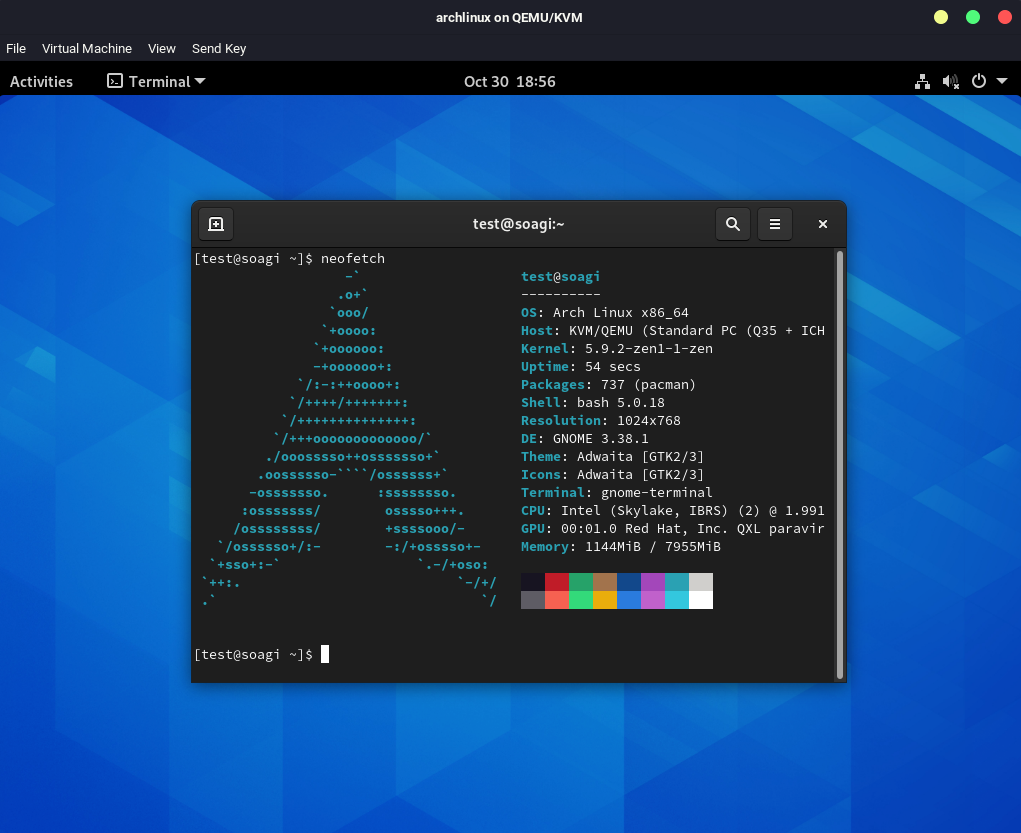 archlinux on QEMU/KVM
File Virtual Machine View Send Key
Activities Terminal Oct 30 18:56
test@soagi:~
[test@soagi ~]$ neofetch
-` test@soagi
.o+` ----------
`ooo/ OS: Arch Linux x86_64
`+oooo: Host: KVM/QEMU (Standard PC (Q35 + ICH
`+oooooo: Kernel: 5.9.2-zen1-1-zen
-+oooooo+: Uptime: 54 secs
`/:-:++oooo+: Packages: 737 (pacman)
`/++++/+++++++: Shell: bash 5.0.18
`/++++++++++++++: Resolution: 1024x768
`/+++ooooooooooooo/` DE: GNOME 3.38.1
./ooosssso++osssssso+` Theme: Adwaita [GTK2/3]
.oossssso-````/ossssss+` Icons: Adwaita [GTK2/3]
-osssssso. :ssssssso. Terminal: gnome-terminal
:osssssss/ osssso+++. CPU: Intel (Skylake, IBRS) (2) @ 1.991
/ossssssss/ +ssssooo/- GPU: 00:01.0 Red Hat, Inc. QXL paravir
`/ossssso+/:- -:/+osssso+- Memory: 1144MiB / 7955MiB
`+sso+:-` `.-/+oso:
`++:. `-/+/
.` `/
[test@soagi ~]$